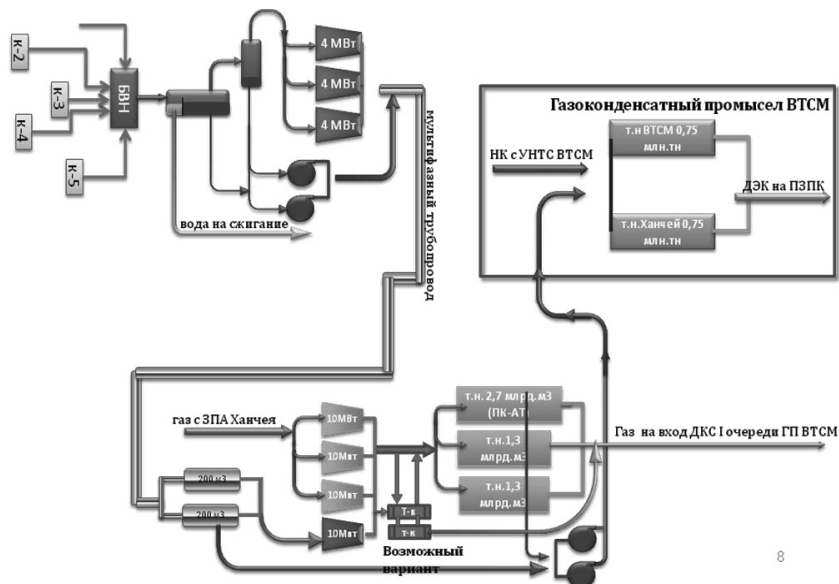 к-2
к-3
к-4
к-5
БВН
4 МВт
4 МВт
4 МВт
вода на сжигание
мультифазный трубопровод
Газоконденсатный промысел ВТСМ
НК с УНТС ВТСМ
т.н ВТСМ 0,75
млн.тн
т.н.Ханчей 0,75
млн.тн
ДЭК на ПЗПК
газ с ЗПА Ханчея
10МВт
10Мвт
10Мвт
10Мвт
200 м3
200 м3
т.н. 2,7 млрд.м3
(ПК-АТ)
т.н.1,3
млрд.м3
т.н.1,3
млрд.м3
Газ на вход ДКС I очереди ГП ВТСМ
т-к
т-к
Возможный
вариант
8